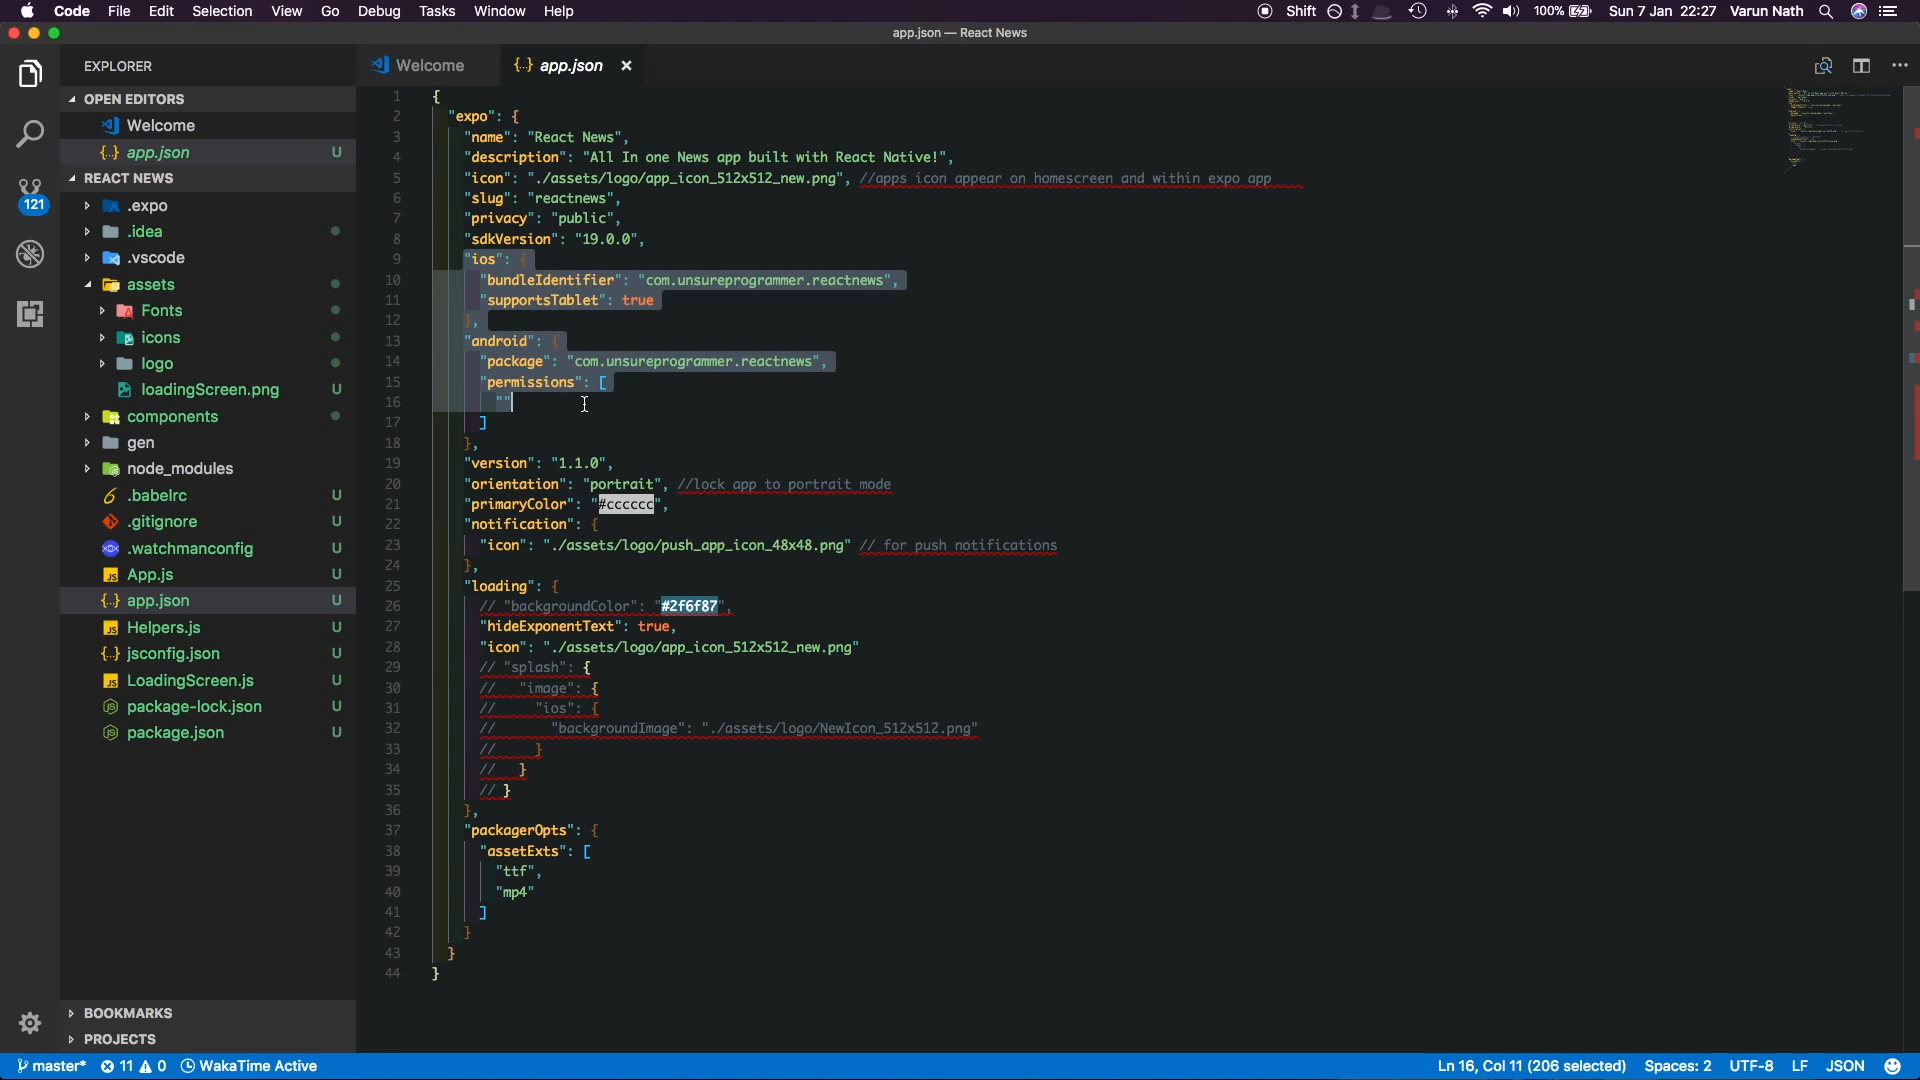 Code File Edit Selection View Go Debug Tasks Window Help Shift 100% Sun 7 Jan 22:27 Varun Nath
app.json — React News
EXPLORER
OPEN EDITORS
Welcome
{..} app.json U
REACT NEWS
121
.expo
.idea
.vscode
assets
Fonts
icons
logo
loadingScreen.png U
components
gen
node_modules
.babelrc U
.gitignore U
.watchmanconfig U
JS App.js U
{..} app.json U
JS Helpers.js U
{..} jsconfig.json U
JS LoadingScreen.js U
package-lock.json U
package.json U
BOOKMARKS
PROJECTS
Welcome {..} app.json
1 {
2 "expo": {
3 "name": "React News",
4 "description": "All In one News app built with React Native!",
5 "icon": "./assets/logo/app_icon_512x512_new.png", //apps icon appear on homescreen and within expo app
6 "slug": "reactnews",
7 "privacy": "public",
8 "sdkVersion": "19.0.0",
9 "ios": {
10 "bundleIdentifier": "com.unsureprogrammer.reactnews",
11 "supportsTablet": true
12 },
13 "android": {
14 "package": "com.unsureprogrammer.reactnews",
15 "permissions": [
16 ""
17 ]
18 },
19 "version": "1.1.0",
20 "orientation": "portrait", //lock app to portrait mode
21 "primaryColor": "#cccccc",
22 "notification": {
23 "icon": "./assets/logo/push_app_icon_48x48.png" // for push notifications
24 },
25 "loading": {
26 // "backgroundColor": "#2f6f87",
27 "hideExponentText": true,
28 "icon": "./assets/logo/app_icon_512x512_new.png"
29 // "splash": {
30 // "image": {
31 // "ios": {
32 // "backgroundImage": "./assets/logo/NewIcon_512x512.png"
33 // }
34 // }
35 // }
36 },
37 "packagerOpts": {
38 "assetExts": [
39 "ttf",
40 "mp4"
41 ]
42 }
43 }
44 }
master* 11 0 WakaTime Active Ln 16, Col 11 (206 selected) Spaces: 2 UTF-8 LF JSON